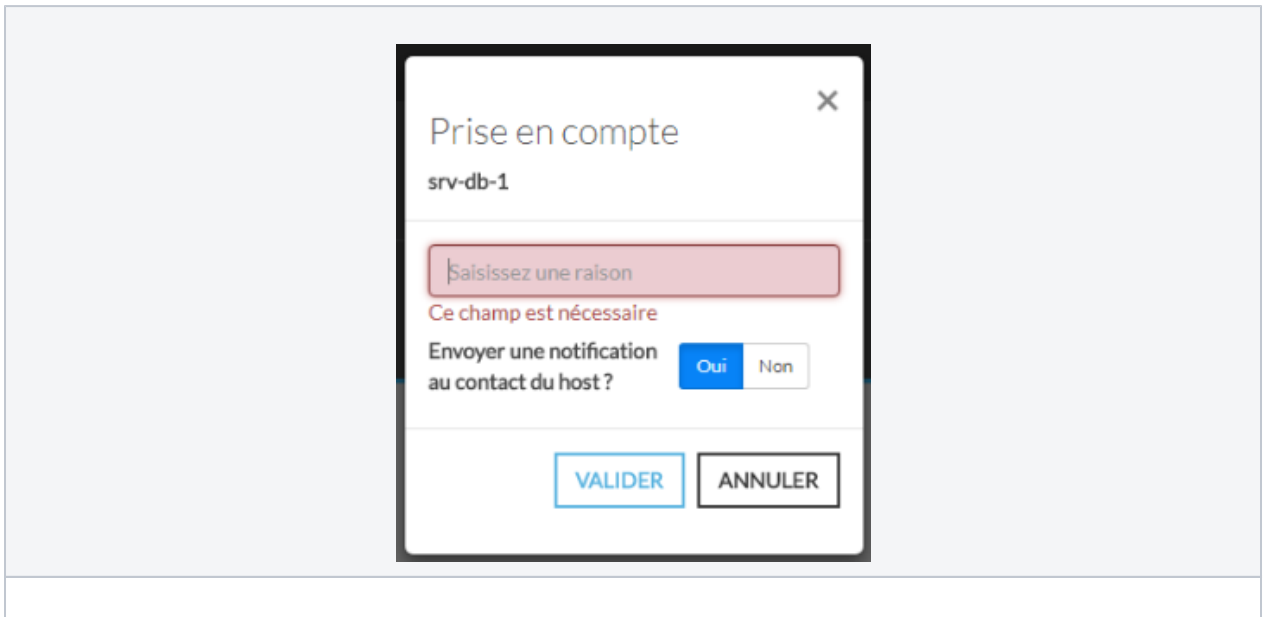 Prise en compte
srv-db-1
Saisissez une raison
Ce champ est nécessaire
Envoyer une notification
au contact du host ?
Oui Non
VALIDER ANNULER